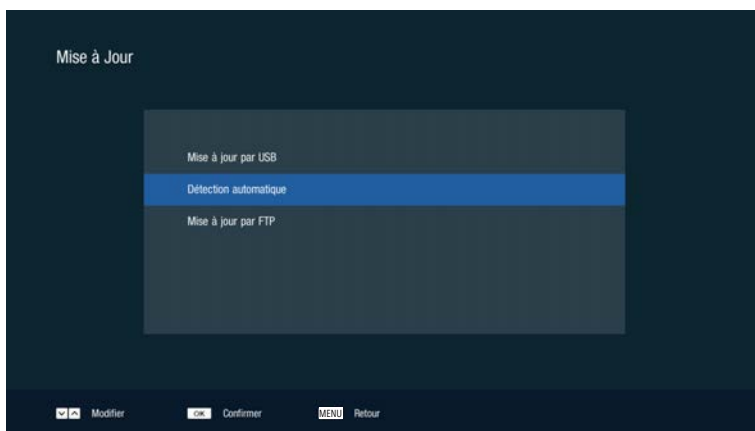 Mise à Jour
Mise à jour par USB
Détection automatique
Mise à jour par FTP
Modifier OK Confirmer MENU Retour